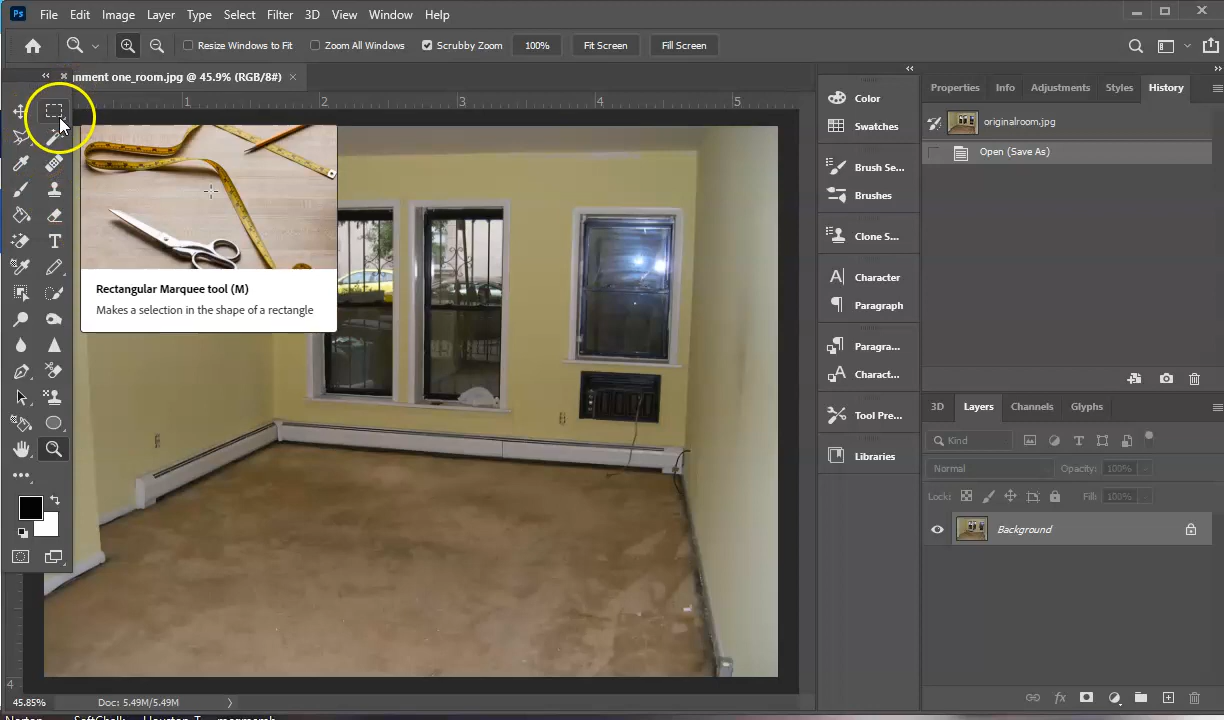 Ps File Edit Image Layer Type Select Filter 3D View Window Help
Resize Windows to Fit Zoom All Windows Scrubby Zoom 100% Fit Screen Fill Screen
nment one_room.jpg @ 45.9% (RGB/8#) ×
1 2 3 4 5
Rectangular Marquee tool (M)
Makes a selection in the shape of a rectangle
T
4
45.85% Doc: 5.49M/5.49M
Color
Swatches
Brush Se...
Brushes
Clone S...
Character
Paragraph
Paragra...
Charact...
Tool Pre...
Libraries
Properties Info Adjustments Styles History
originalroom.jpg
Open (Save As)
3D Layers Channels Glyphs
Kind
Normal Opacity: 100%
Lock: Fill: 100%
Background
fx